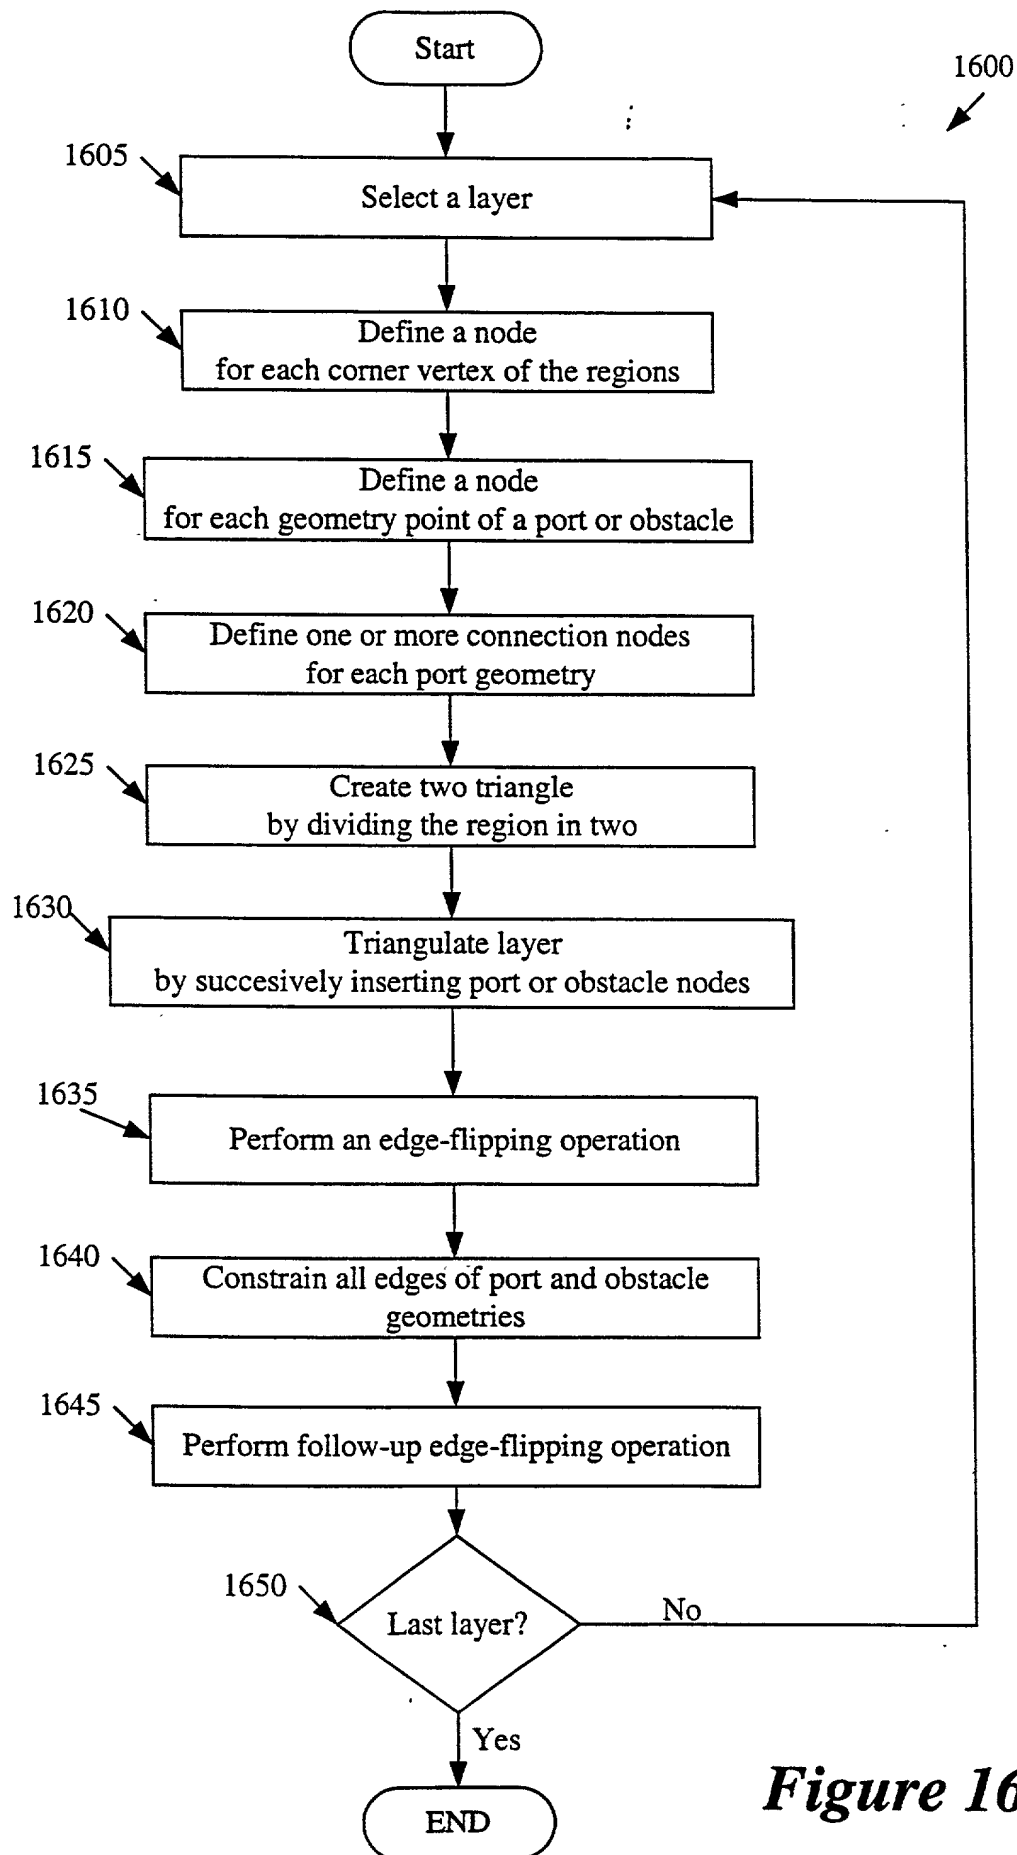 Start
1600
1605
Select a layer
1610
Define a node
for each corner vertex of the regions
1615
Define a node
for each geometry point of a port or obstacle
1620
Define one or more connection nodes
for each port geometry
1625
Create two triangle
by dividing the region in two
1630
Triangulate layer
by succesively inserting port or obstacle nodes
1635
Perform an edge-flipping operation
1640
Constrain all edges of port and obstacle
geometries
1645
Perform follow-up edge-flipping operation
1650
Last layer?
No
Yes
END
Figure 16